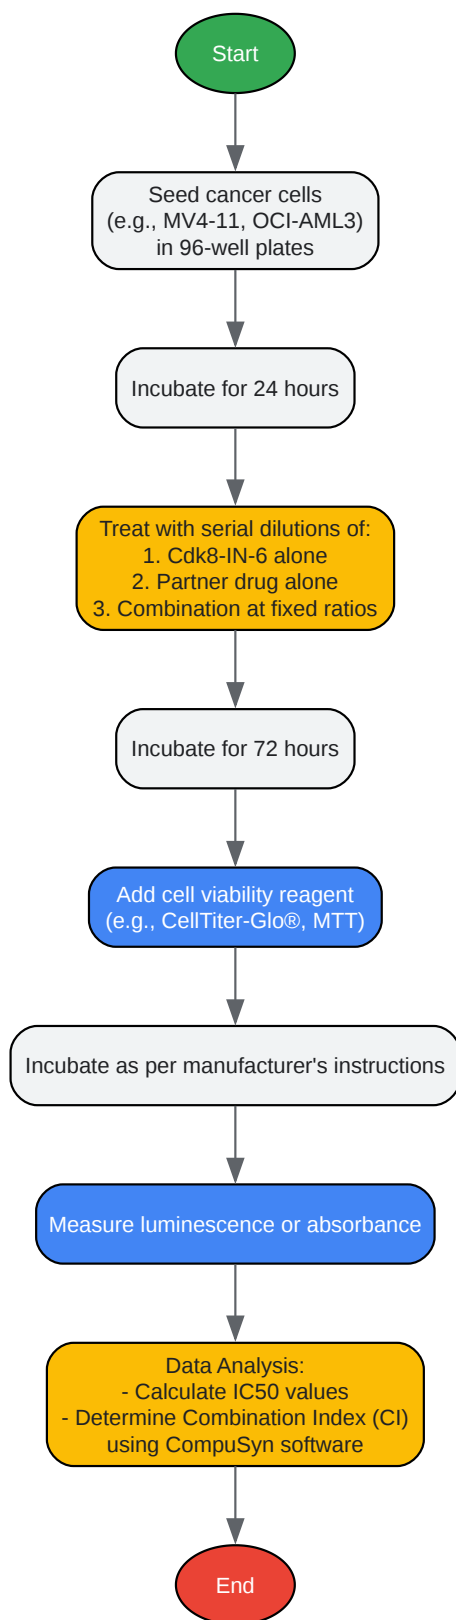 Start
Seed cancer cells
(e.g., MV4-11, OCI-AML3)
in 96-well plates
Incubate for 24 hours
Treat with serial dilutions of:
1. Cdk8-IN-6 alone
2. Partner drug alone
3. Combination at fixed ratios
Incubate for 72 hours
Add cell viability reagent
(e.g., CellTiter-Glo®, MTT)
Incubate as per manufacturer's instructions
Measure luminescence or absorbance
Data Analysis:
- Calculate IC50 values
- Determine Combination Index (CI)
using CompuSyn software
End